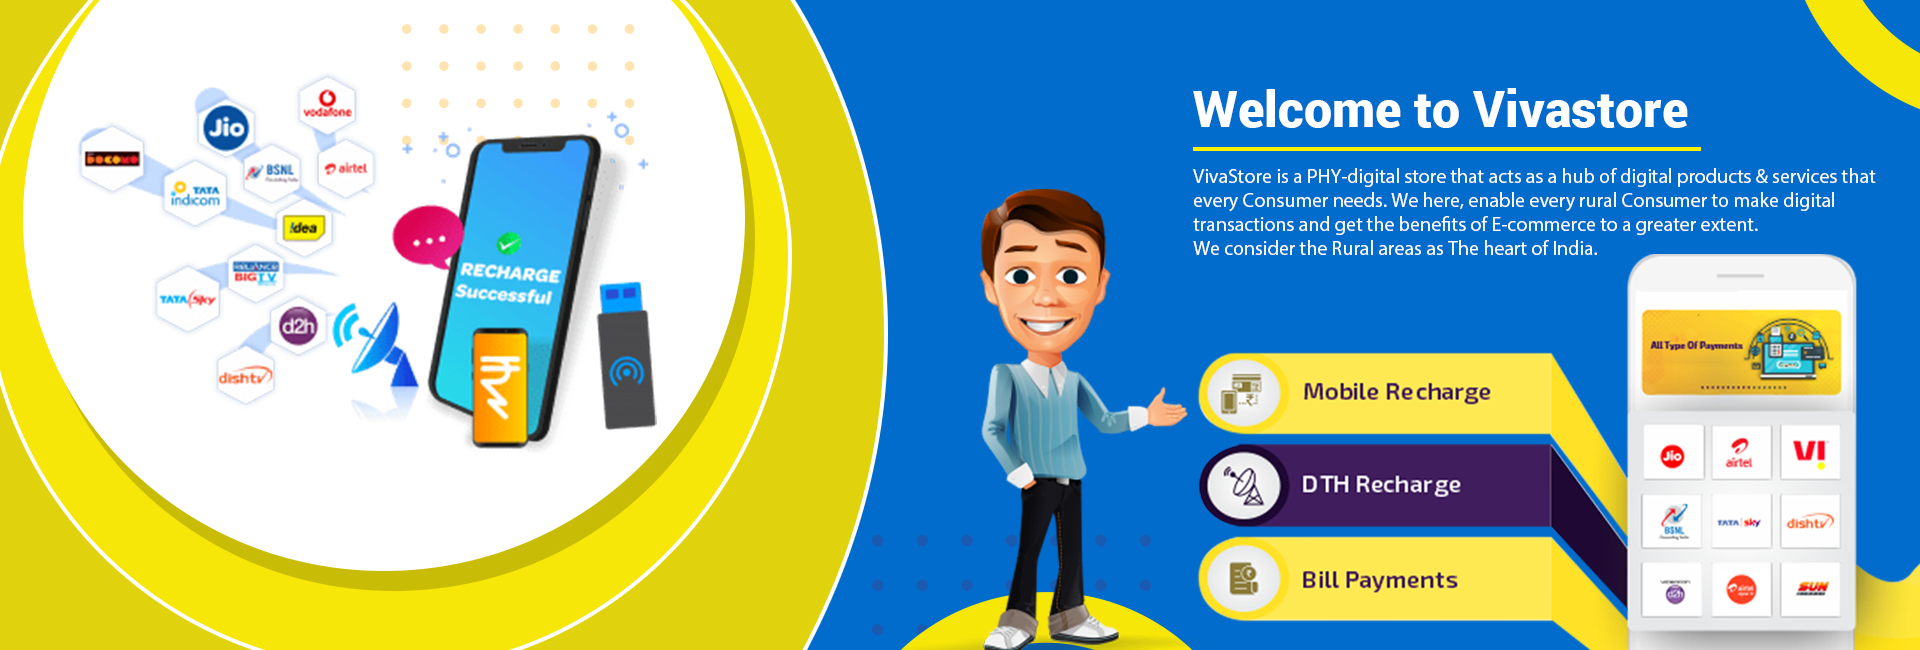 vodafone
Jio
DOCOMO
BSNL
airtel
TATA
indicom
!dea
RELIANCE
BIG TV
TATA Sky
d2h
dishtv
RECHARGE
Successful
Welcome to Vivastore
VivaStore is a PHY-digital store that acts as a hub of digital products & services that
every Consumer needs. We here, enable every rural Consumer to make digital
transactions and get the benefits of E-commerce to a greater extent.
We consider the Rural areas as The heart of India.
Mobile Recharge
DTH Recharge
Bill Payments
All Type Of Payments
Jio
airtel
VI
BSNL
TATA sky
dishtv
d2h
airtel
SUN